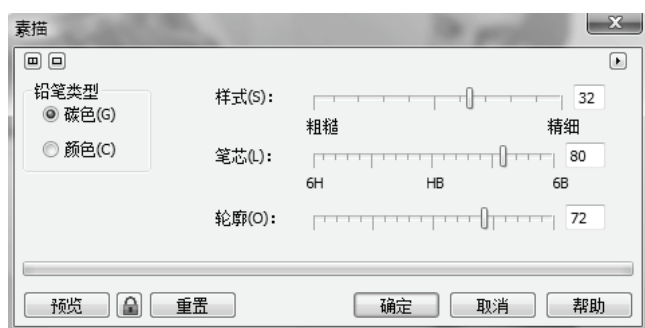 素描
铅笔类型
碳色(G)
颜色(C)
样式(S): 32
粗糙 精细
笔芯(L): 80
6H HB 6B
轮廓(O): 72
预览 重置 确定 取消 帮助